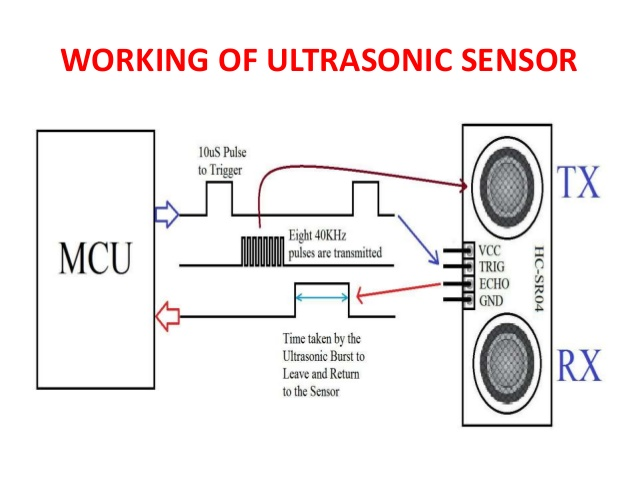 WORKING OF ULTRASONIC SENSOR
10uS Pulse
to Trigger
TX
MCU
Eight 40KHz
pulses are transmitted
VCC
TRIG
ECHO
GND
HC-SR04
Time taken by the
Ultrasonic Burst to
Leave and Return
to the Sensor
RX